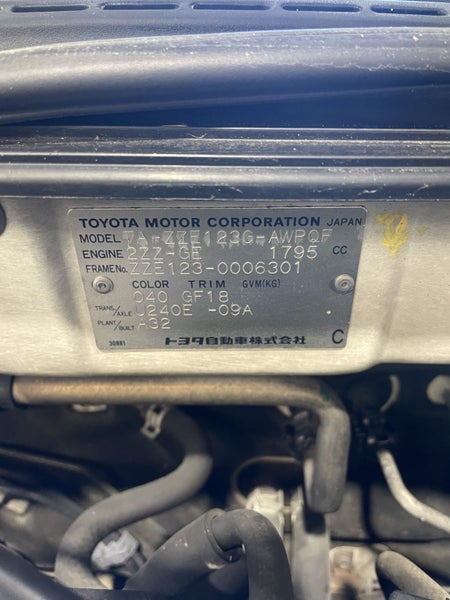 TOYOTA MOTOR CORPORATION JAPAN
MODEL TA-ZZE123G-AWPQF
ENGINE 2ZZ-GE 1795 CC
FRAME No. ZZE123-0006301
COLOR TRIM GVM(KG)
040 GF18
TRANS/AXLE U240E -09A
PLANT/BUILT A32
30881 トヨタ自動車株式会社 C